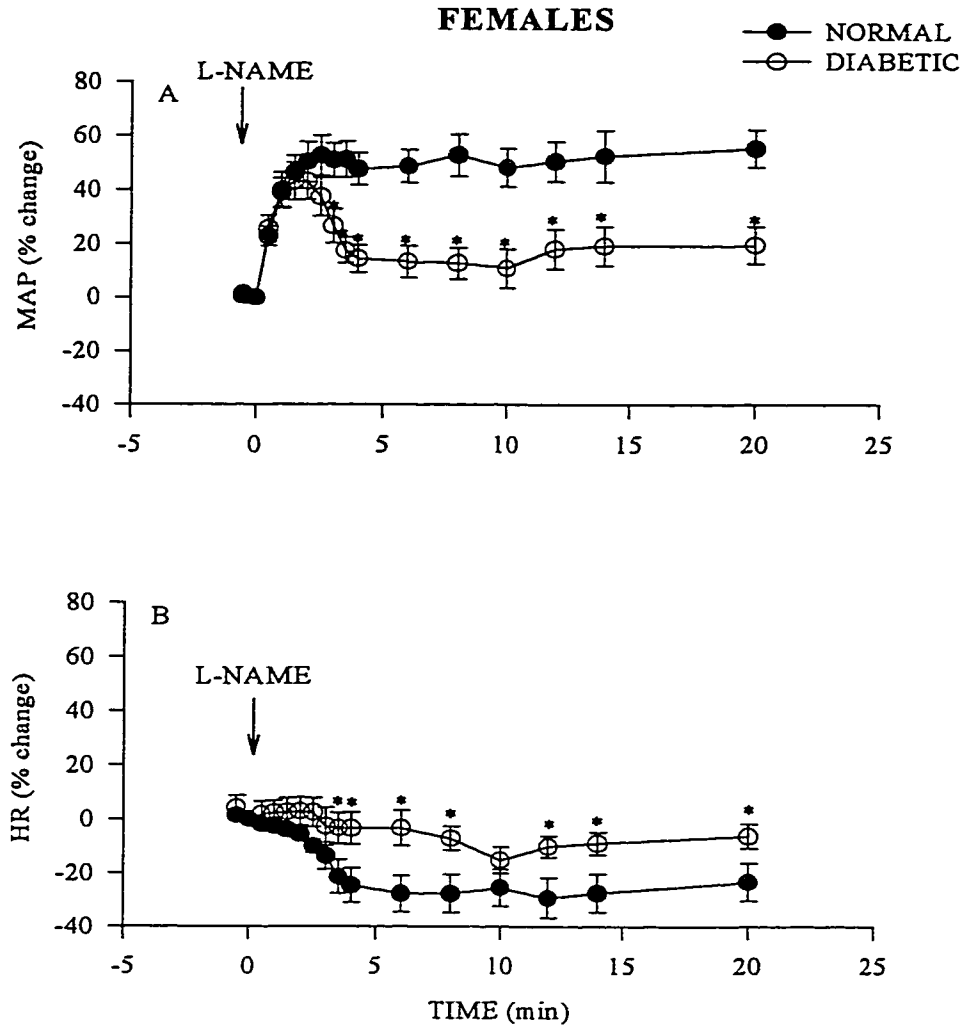 FEMALES
NORMAL
DIABETIC
A
L-NAME
MAP (% change)
80
60
40
20
0
-20
-40
* * * * * * * * * *
-5 0 5 10 15 20 25
B
L-NAME
HR (% change)
80
60
40
20
0
-20
-40
* * * * * * *
-5 0 5 10 15 20 25
TIME (min)